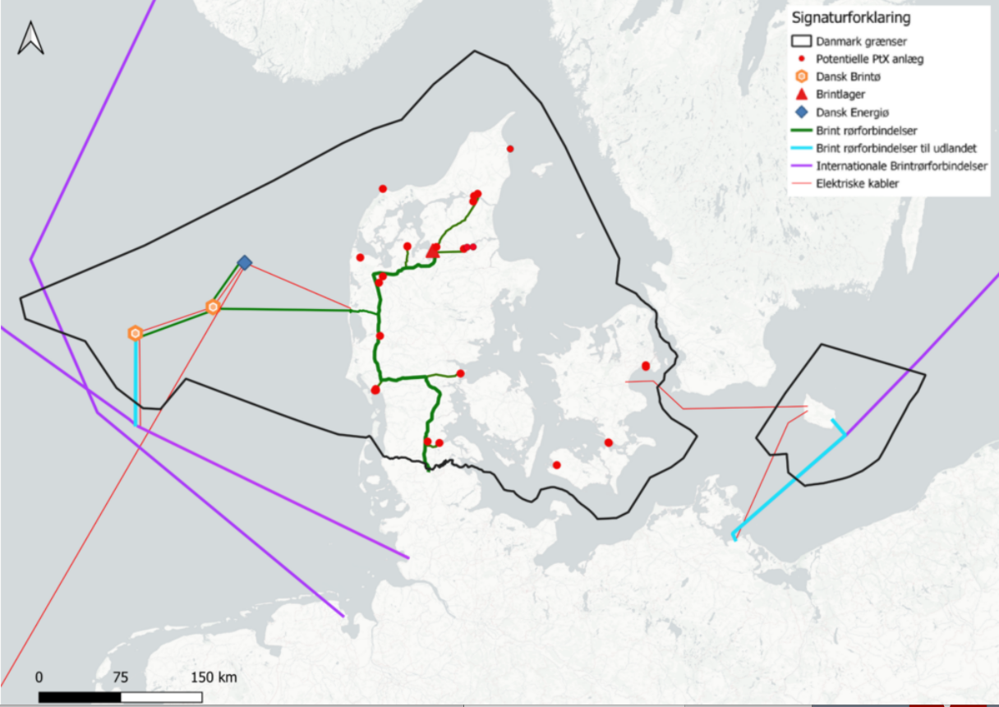 Signaturforklaring
Danmark grænser
Potentielle PtX anlæg
Dansk Brintø
Brintlager
Dansk Energiø
Brint rørforbindelser
Brint rørforbindelser til udlandet
Internationale Brintrørforbindelser
Elektriske kabler
0 75 150 km